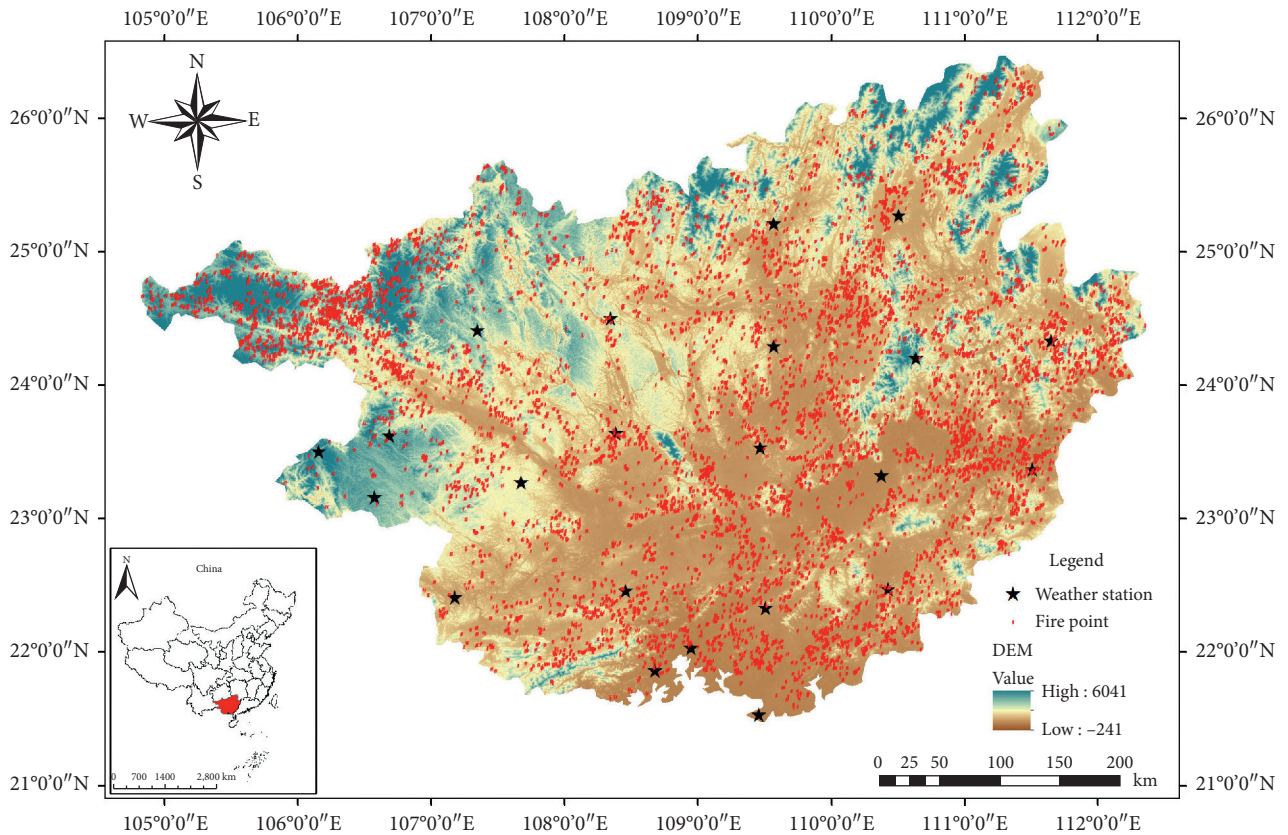 105°0′0″E 106°0′0″E 107°0′0″E 108°0′0″E 109°0′0″E 110°0′0″E 111°0′0″E 112°0′0″E
N
W E
S
26°0′0″N 26°0′0″N
25°0′0″N 25°0′0″N
24°0′0″N 24°0′0″N
23°0′0″N 23°0′0″N
22°0′0″N 22°0′0″N
21°0′0″N 21°0′0″N
N
China
0 700 1400 2,800 km
Legend
Weather station
Fire point
DEM
Value
High : 6041
Low : –241
0 25 50 100 150 200
km
105°0′0″E 106°0′0″E 107°0′0″E 108°0′0″E 109°0′0″E 110°0′0″E 111°0′0″E 112°0′0″E